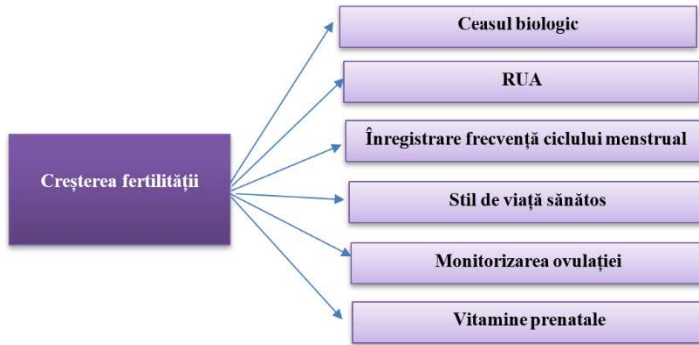 Creșterea fertilității
Ceasul biologic
RUA
Înregistrare frecvență ciclului menstrual
Stil de viață sănătos
Monitorizarea ovulației
Vitamine prenatale